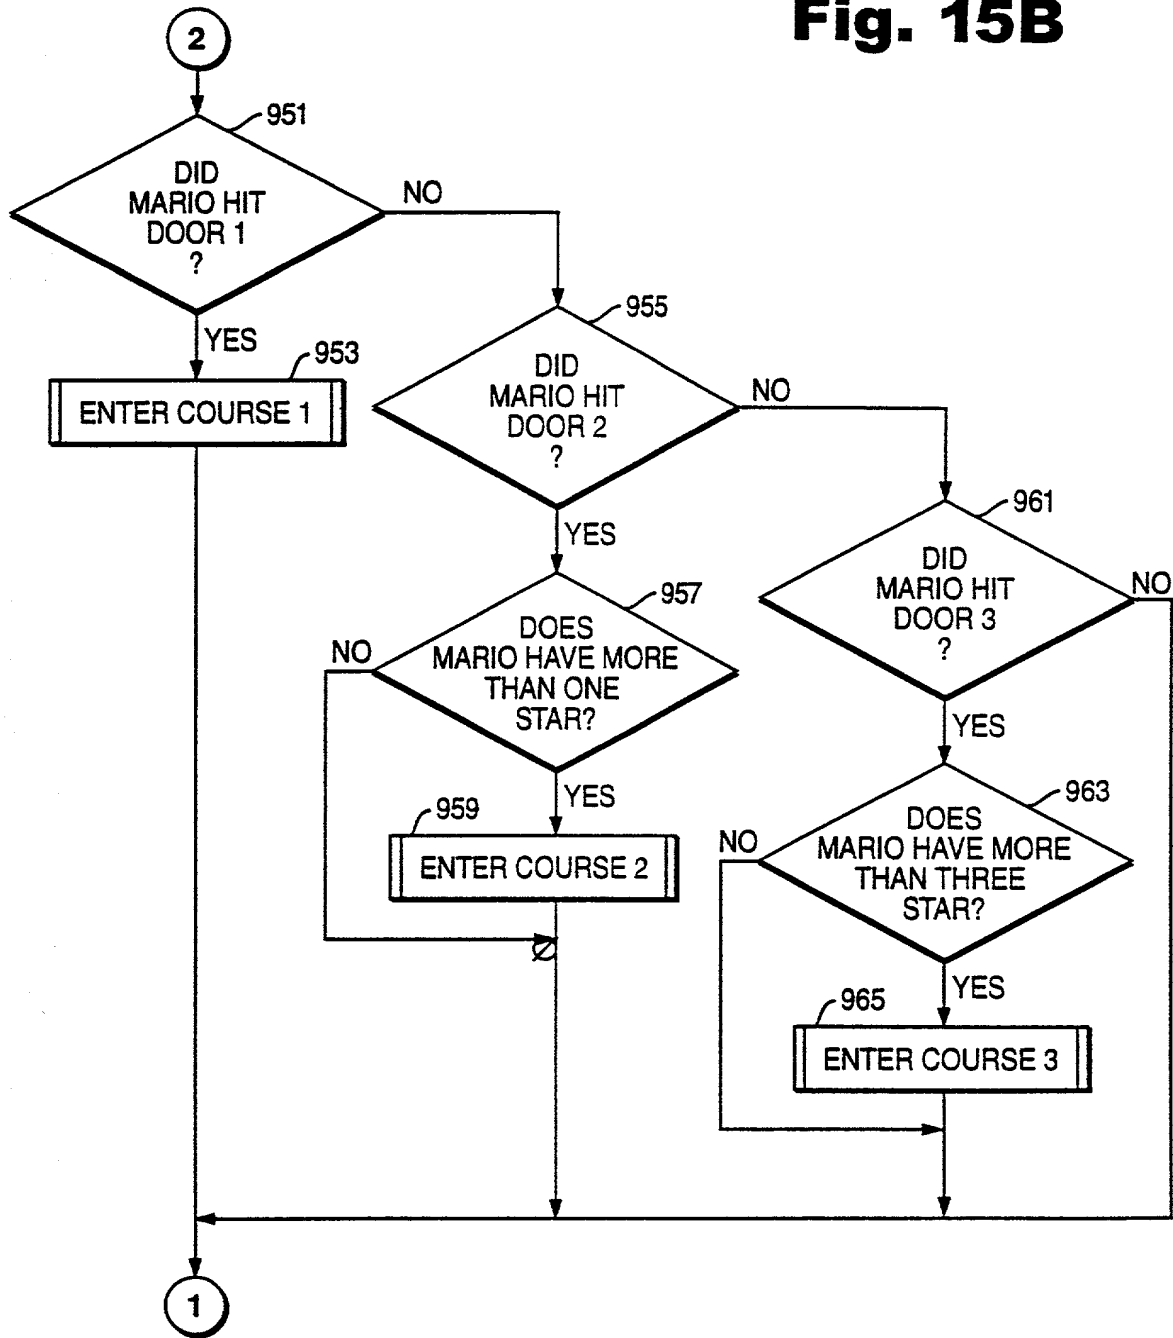 Fig. 15B
2
951
DID
MARIO HIT
DOOR 1
?
NO
YES
953
ENTER COURSE 1
955
DID
MARIO HIT
DOOR 2
?
NO
YES
957
DOES
MARIO HAVE MORE
THAN ONE
STAR?
NO
YES
959
ENTER COURSE 2
961
DID
MARIO HIT
DOOR 3
?
NO
YES
963
DOES
MARIO HAVE MORE
THAN THREE
STAR?
NO
YES
965
ENTER COURSE 3
1